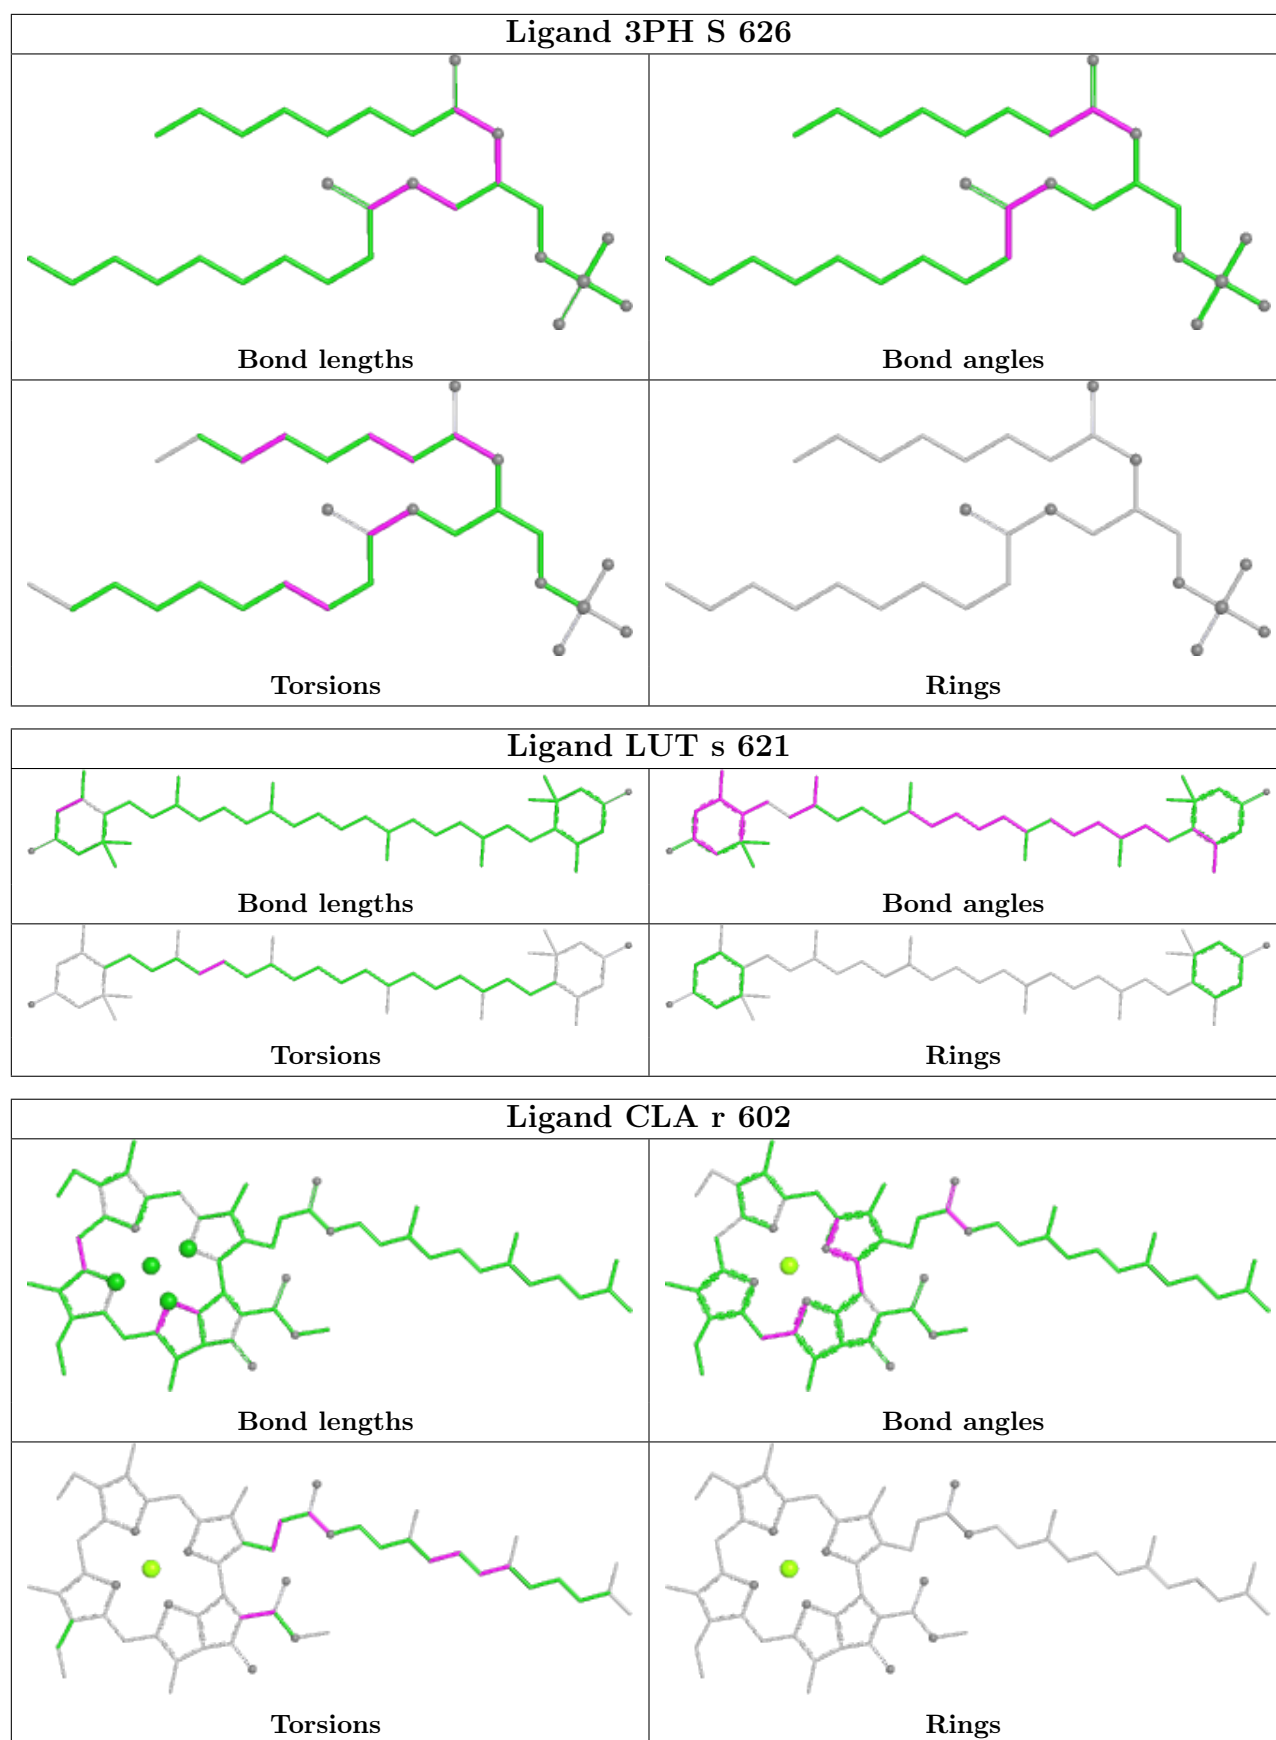 Ligand 3PH S 626
Bond lengths
Bond angles
Torsions
Rings
Ligand LUT s 621
Bond lengths
Bond angles
Torsions
Rings
Ligand CLA r 602
Bond lengths
Bond angles
Torsions
Rings